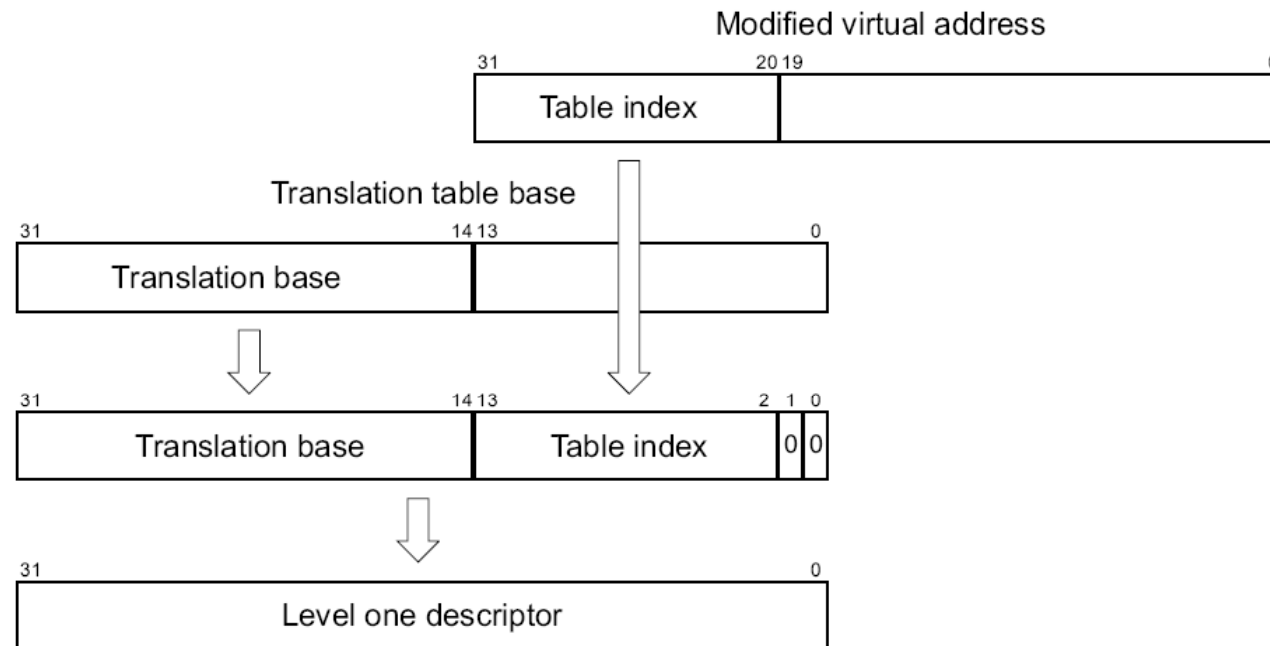 Modified virtual address
31 20 19
Table index
Translation table base
31 14 13 0
Translation base
31 14 13 2 1 0
Translation base Table index 0 0
31 0
Level one descriptor